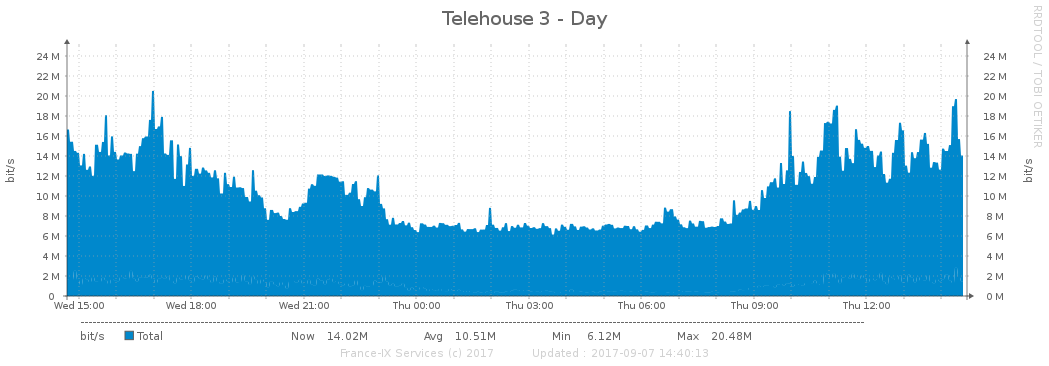 Telehouse 3 - Day
RRDTOOL / TOBI OETIKER
bit/s
24 M 24 M
22 M 22 M
20 M 20 M
18 M 18 M
16 M 16 M
14 M 14 M
12 M 12 M
10 M 10 M
8 M 8 M
6 M 6 M
4 M 4 M
2 M 2 M
0 0 M
bit/s
Wed 15:00 Wed 18:00 Wed 21:00 Thu 00:00 Thu 03:00 Thu 06:00 Thu 09:00 Thu 12:00
bit/s Total Now 14.02M Avg 10.51M Min 6.12M Max 20.48M
France-IX Services (c) 2017 Updated : 2017-09-07 14:40:13